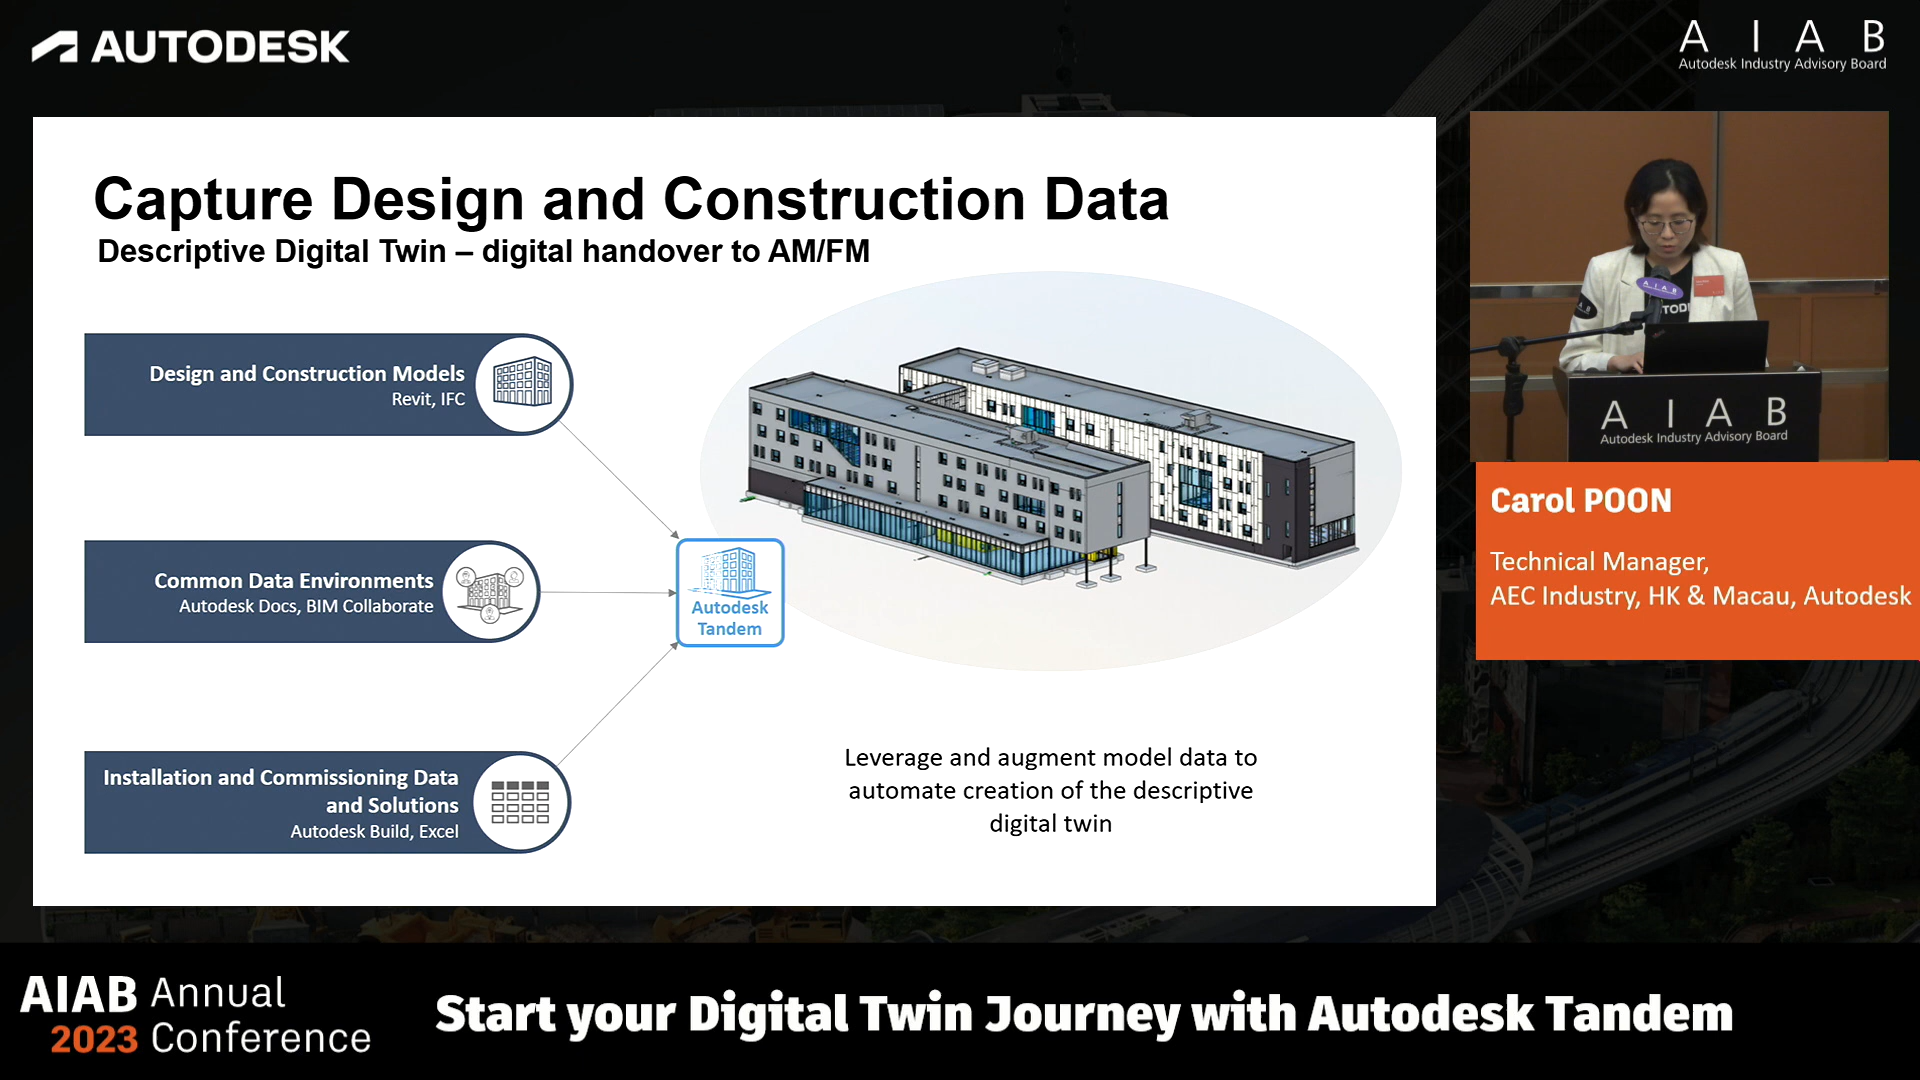 AUTODESK
A I A B
Autodesk Industry Advisory Board
Capture Design and Construction Data
Descriptive Digital Twin – digital handover to AM/FM
Design and Construction Models
Revit, IFC
Common Data Environments
Autodesk Docs, BIM Collaborate
Installation and Commissioning Data
and Solutions
Autodesk Build, Excel
Autodesk
Tandem
Leverage and augment model data to
automate creation of the descriptive
digital twin
A I A B
A I A B
Autodesk Industry Advisory Board
Carol POON
Technical Manager,
AEC Industry, HK & Macau, Autodesk
AIAB Annual
2023 Conference
Start your Digital Twin Journey with Autodesk Tandem